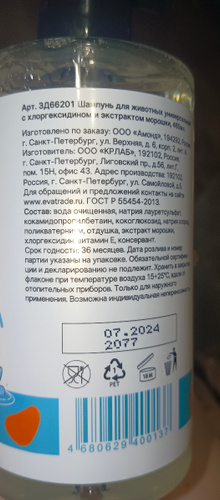 Арт. ЗД66201 Шампунь для животных универсальный
с хлоргексидином и экстрактом морошки, 480мл.
Изготовлено по заказу: ООО «Амонд», 194292, Россия,
г. Санкт-Петербург, ул. Верхняя, д. 6, корп. 2, лит.
Изготовитель: ООО «КРЛАБ», 192102, Россия,
г. Санкт-Петербург, Лиговский пр., д.56, лит.
пом. 15Н, офис 43. Адрес производства: 192102,
Россия, г. Санкт-Петербург, ул. Самойловой, д.5
Для обращений и предложений контакты на сайте
www.evatrade.ru. ГОСТ Р 55454-2013.
Состав: вода очищенная, натрия лауретсульфат,
кокамидопропилбетаин, кокоглюкозид, натрия хлорид,
поликватерниум, отдушка, экстракт морошки,
хлоргексидин, витамин Е, консервант.
Срок годности: 36 месяцев. Дата розлива и номер
партии указаны на упаковке. Обязательной сертифика-
ции и декларированию не подлежит. Хранить в закрытом
флаконе при температуре воздуха 15-25°С, вдали от
отопительных приборов. Только для наружного
применения. Возможна индивидуальная непереносимость.
07.2024
2077
PET
18M
4 680629 400137